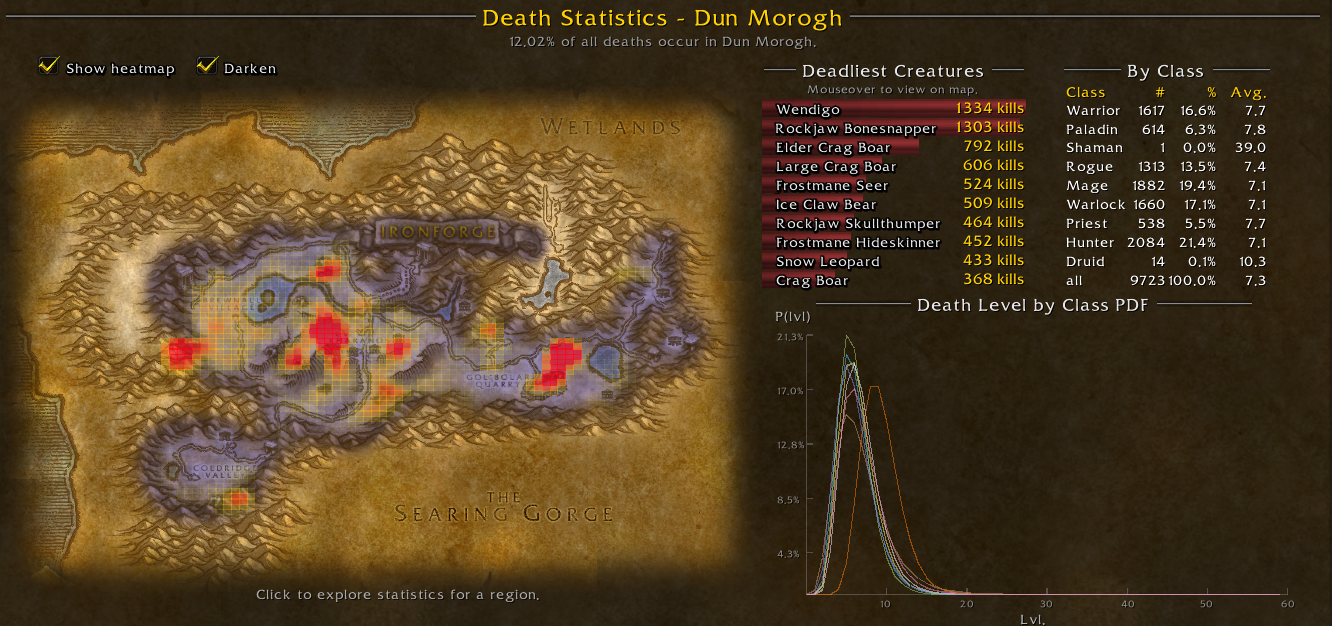 Death Statistics - Dun Morogh
12.02% of all deaths occur in Dun Morogh.
Show heatmap Darken
WETLANDS
IRONFORGE
GOL'BOLAR
QUARRY
COLDRIDGE
VALLEY
THE
SEARING GORGE
Click to explore statistics for a region.
Deadliest Creatures
Mouseover to view on map.
Wendigo 1334 kills
Rockjaw Bonesnapper 1303 kills
Elder Crag Boar 792 kills
Large Crag Boar 606 kills
Frostmane Seer 524 kills
Ice Claw Bear 509 kills
Rockjaw Skullthumper 464 kills
Frostmane Hideskinner 452 kills
Snow Leopard 433 kills
Crag Boar 368 kills
By Class
Class # % Avg.
Warrior 1617 16.6% 7.7
Paladin 614 6.3% 7.8
Shaman 1 0.0% 39.0
Rogue 1313 13.5% 7.4
Mage 1882 19.4% 7.1
Warlock 1660 17.1% 7.1
Priest 538 5.5% 7.7
Hunter 2084 21.4% 7.1
Druid 14 0.1% 10.3
all 9723 100.0% 7.3
Death Level by Class PDF
P(lvl)
21.3%
17.0%
12.8%
8.5%
4.3%
10 20 30 40 50 60
Lvl.